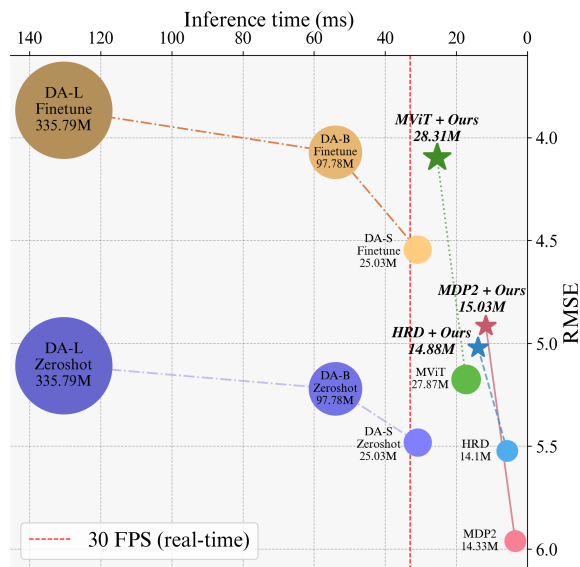 Inference time (ms)
140 120 100 80 60 40 20 0
DA-L
Finetune
335.79M
DA-B
Finetune
97.78M
MViT + Ours
28.31M
4.0
DA-S
Finetune
25.03M
4.5
MDP2 + Ours
15.03M
RMSE
HRD + Ours
14.88M
5.0
DA-L
Zeroshot
335.79M
DA-B
Zeroshot
97.78M
MViT
27.87M
DA-S
Zeroshot
25.03M
HRD
14.1M
5.5
MDP2
14.33M
30 FPS (real-time)
6.0